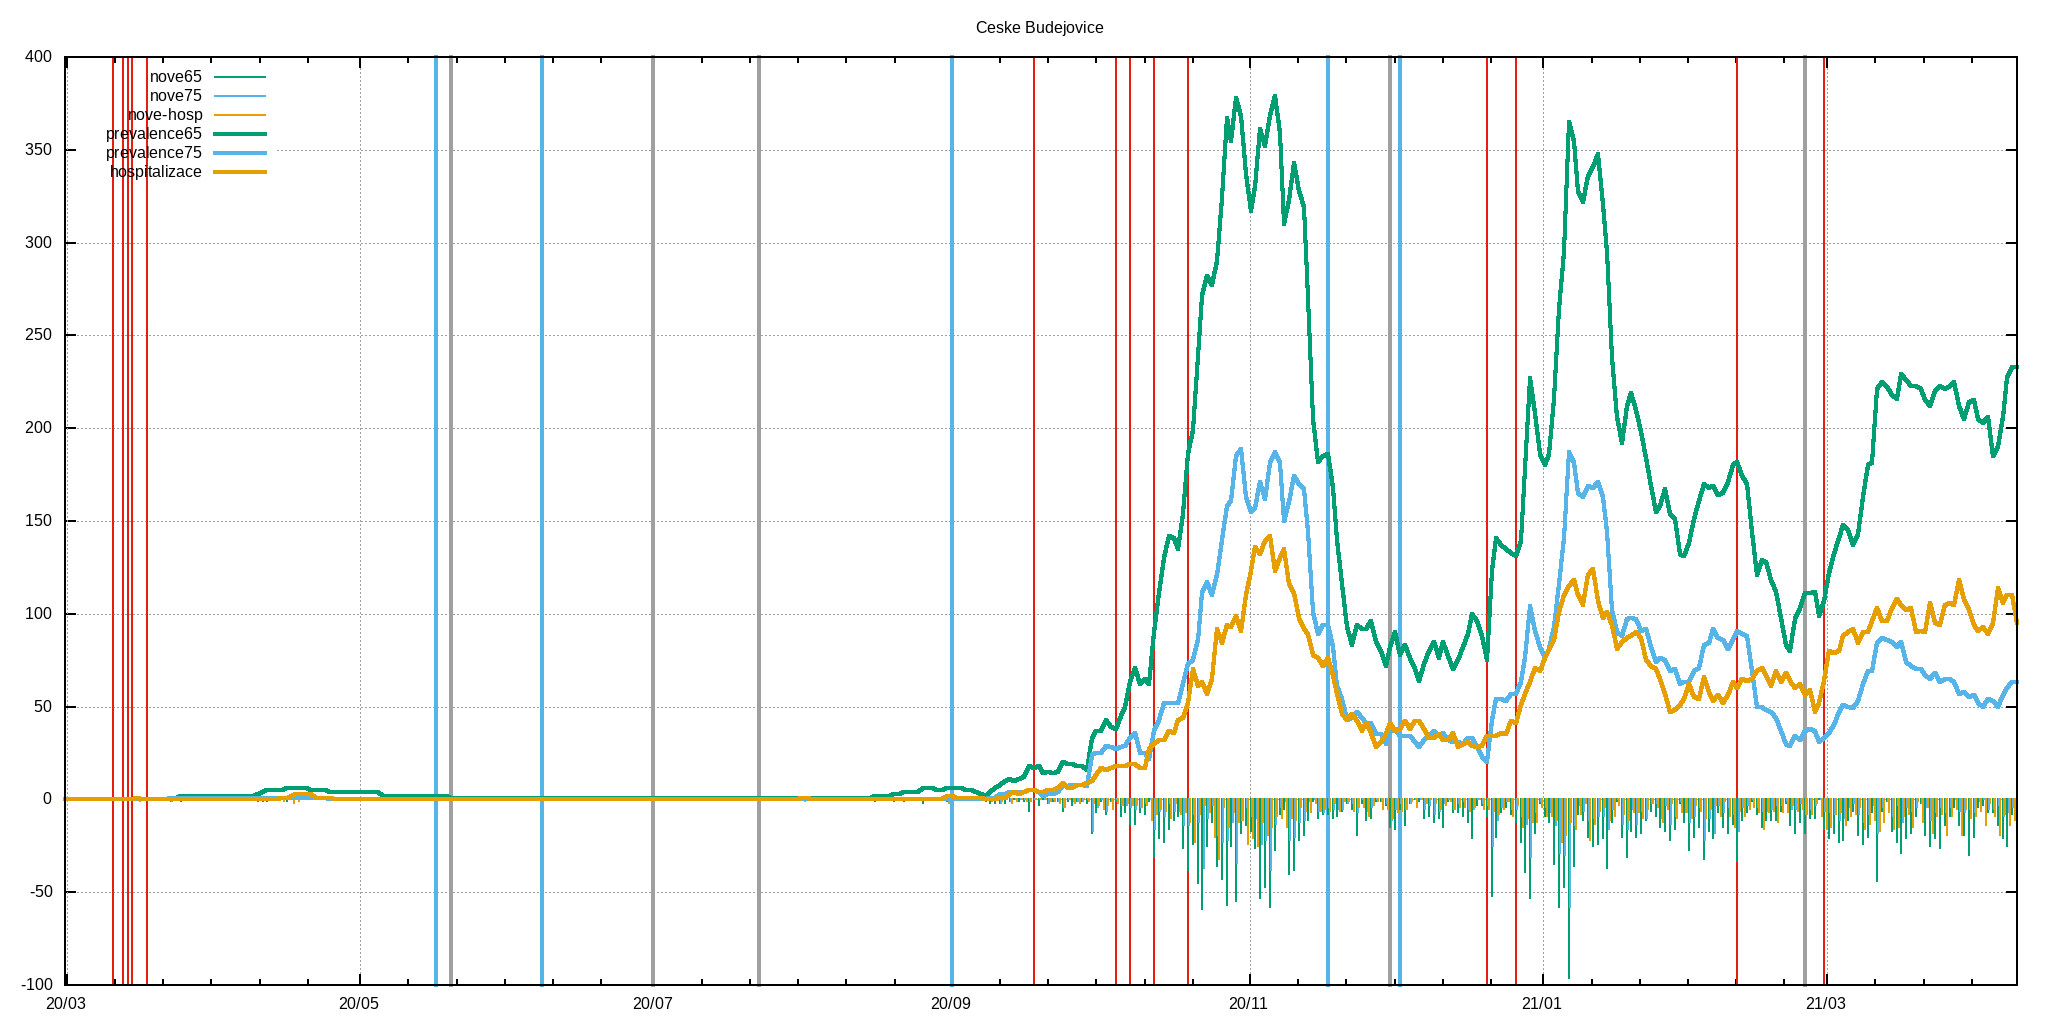 Ceske Budejovice
400
350
300
250
200
150
100
50
0
-50
-100
nove65
nove75
nove-hosp
prevalence65
prevalence75
hospitalizace
20/03 20/05 20/07 20/09 20/11 21/01 21/03